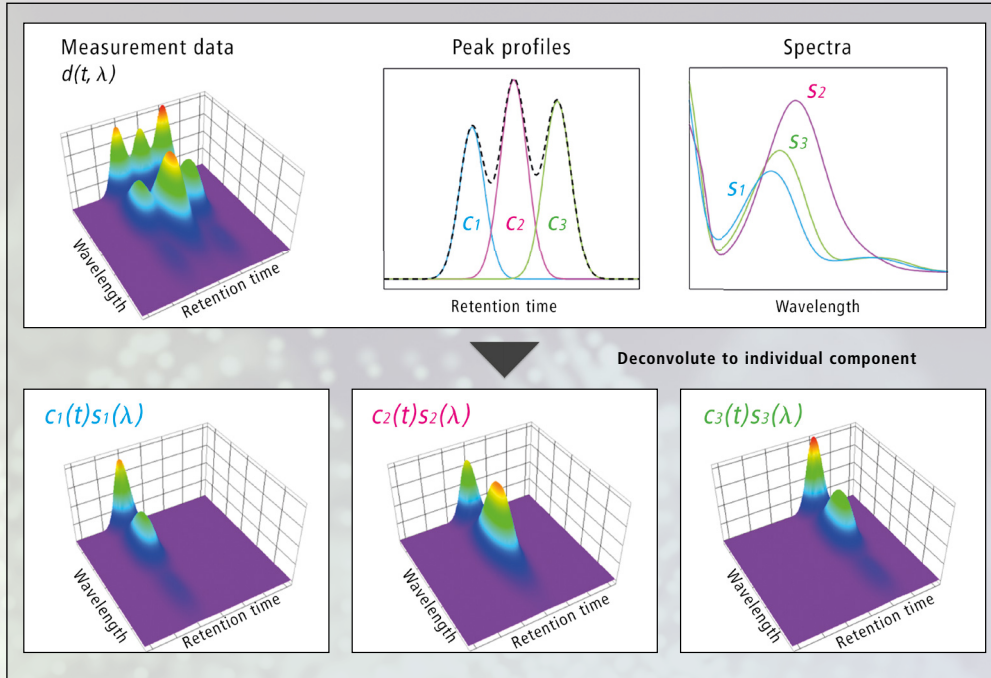 Measurement data
d(t, λ)
Wavelength
Retention time
Peak profiles
C1
C2
C3
Retention time
Spectra
S1
S2
S3
Wavelength
Deconvolute to individual component
c1(t)s1(λ)
Wavelength
Retention time
c2(t)s2(λ)
Wavelength
Retention time
c3(t)s3(λ)
Wavelength
Retention time